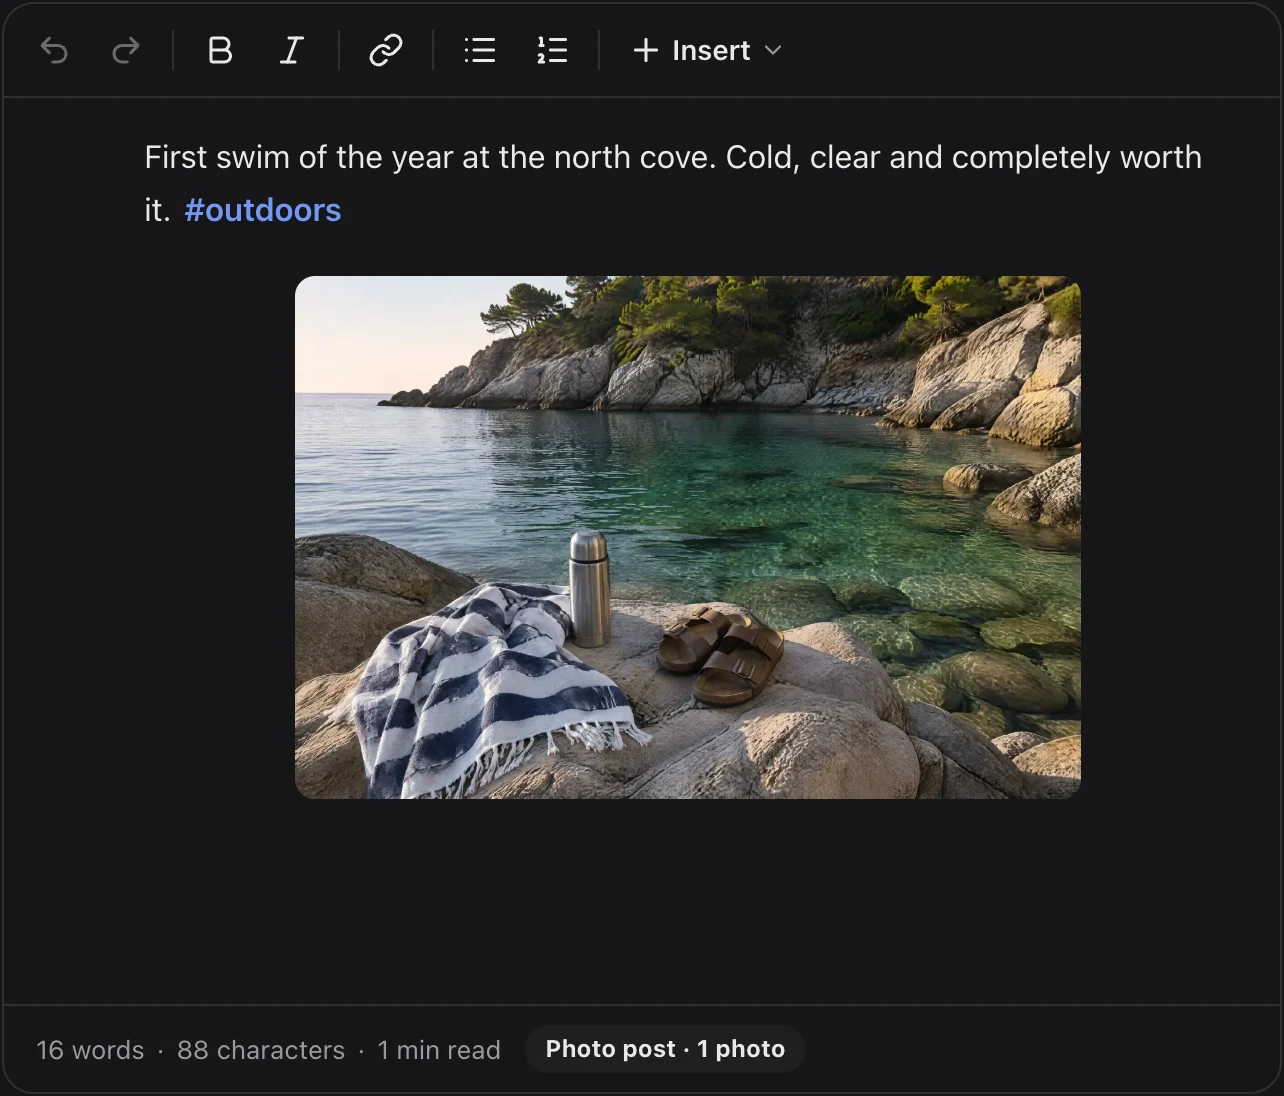 B I Insert
First swim of the year at the north cove. Cold, clear and completely worth
it. #outdoors
16 words · 88 characters · 1 min read Photo post · 1 photo